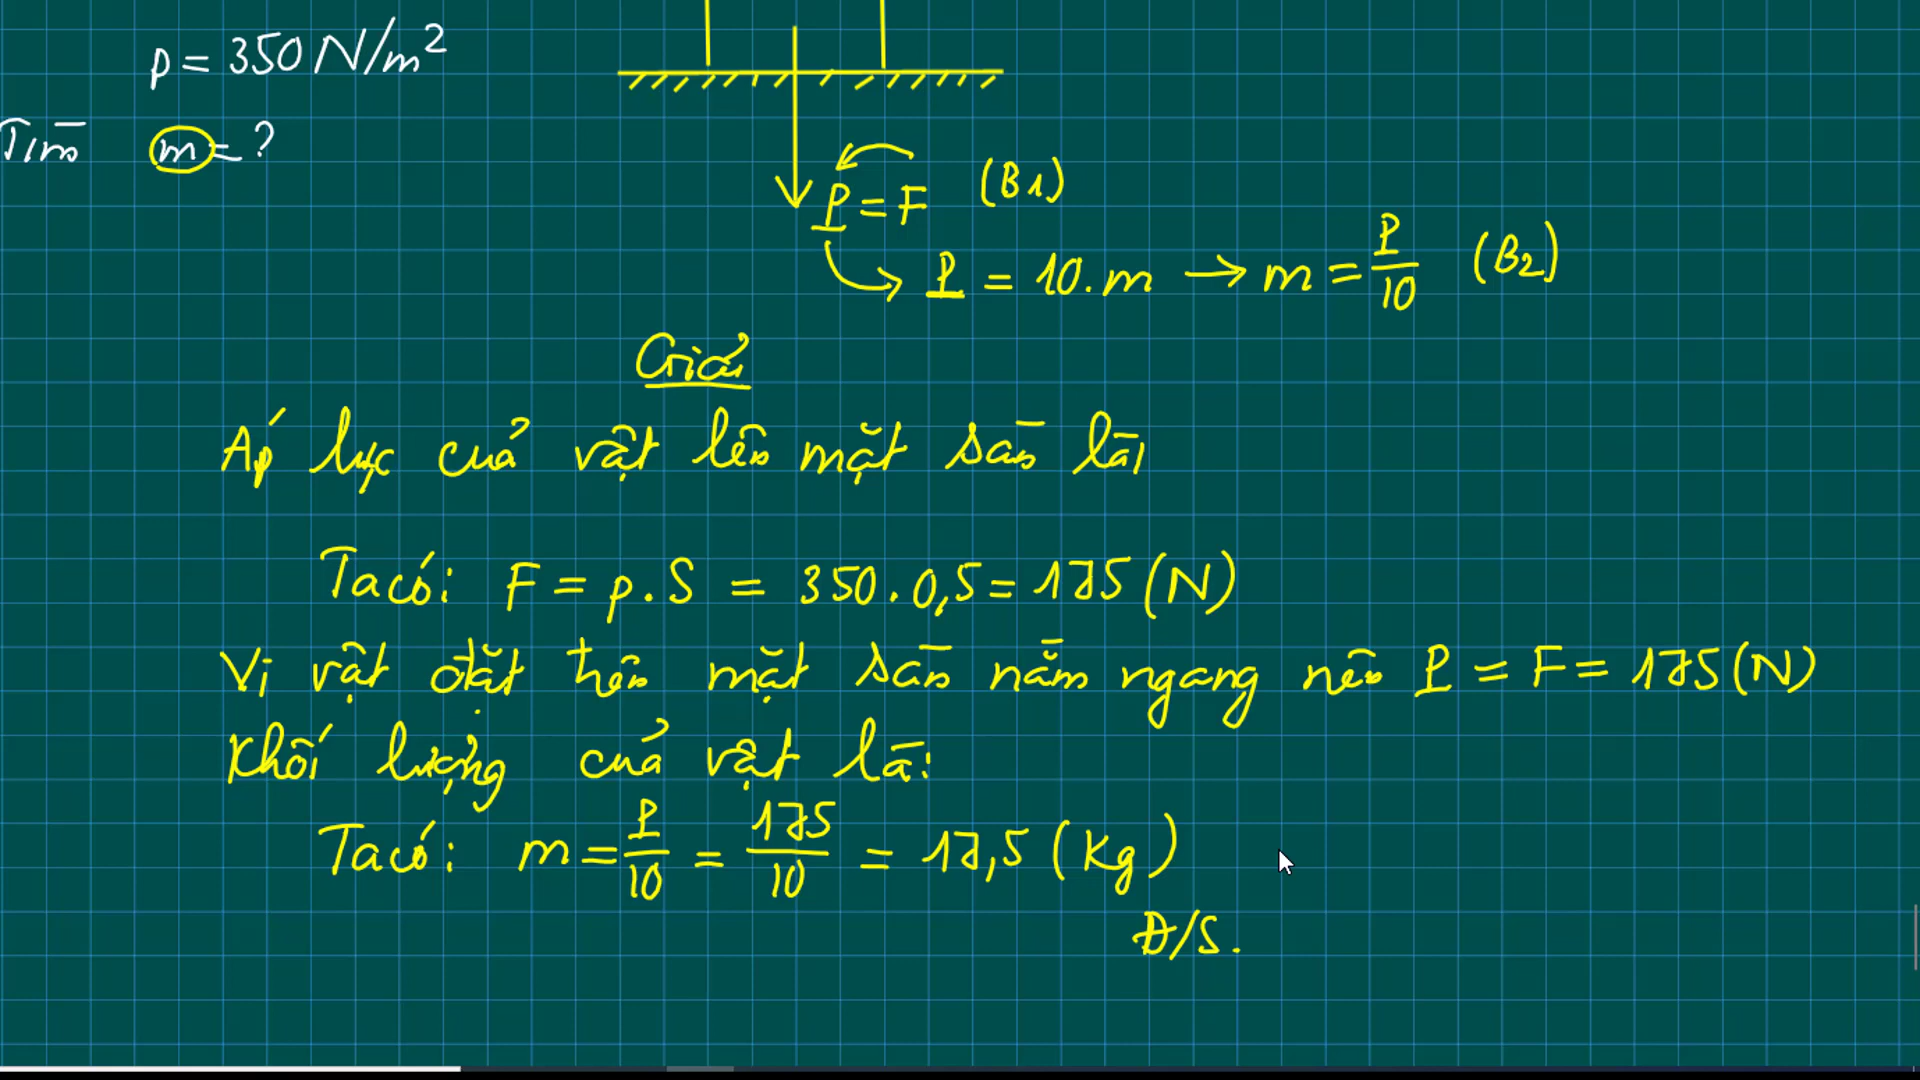 p = 350 N/m²
Tìm m = ?
P = F (B1)
P = 10.m → m = P/10 (B2)
Giải
Áp lực của vật lên mặt sàn là
Ta có: F = p.S = 350.0,5 = 175 (N)
Vì vật đặt trên mặt sàn nằm ngang nên P = F = 175 (N)
Khối lượng của vật là:
Ta có: m = P/10 = 175/10 = 17,5 (Kg)
Đ/S.